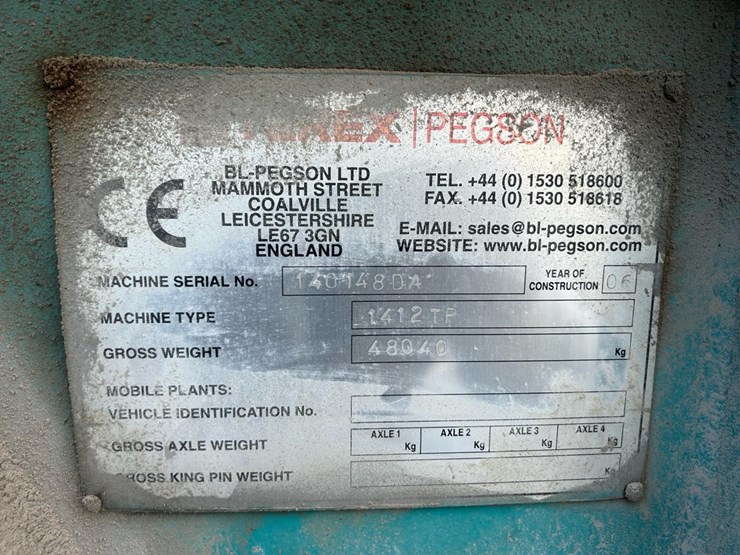 TEREX | PEGSON
CE
BL-PEGSON LTD
MAMMOTH STREET
COALVILLE
LEICESTERSHIRE
LE67 3GN
ENGLAND
TEL. +44 (0) 1530 518600
FAX. +44 (0) 1530 518618
E-MAIL: sales@bl-pegson.com
WEBSITE: www.bl-pegson.com
MACHINE SERIAL No. 140148DA
YEAR OF
CONSTRUCTION 06
MACHINE TYPE 1412TP
GROSS WEIGHT 48040 Kg
MOBILE PLANTS:
VEHICLE IDENTIFICATION No.
GROSS AXLE WEIGHT AXLE 1 Kg AXLE 2 Kg AXLE 3 Kg AXLE 4 Kg
GROSS KING PIN WEIGHT Kg